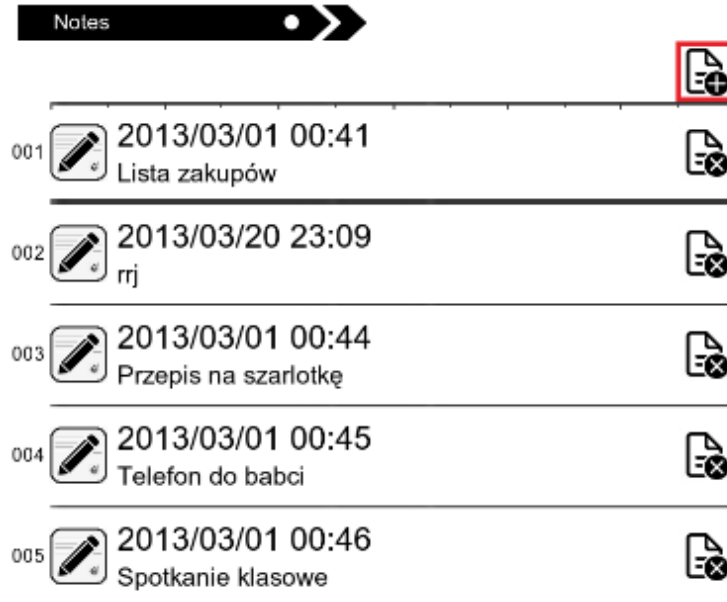 Notes
001
2013/03/01 00:41
Lista zakupów
002
2013/03/20 23:09
rrj
003
2013/03/01 00:44
Przepis na szarlotkę
004
2013/03/01 00:45
Telefon do babci
005
2013/03/01 00:46
Spotkanie klasowe